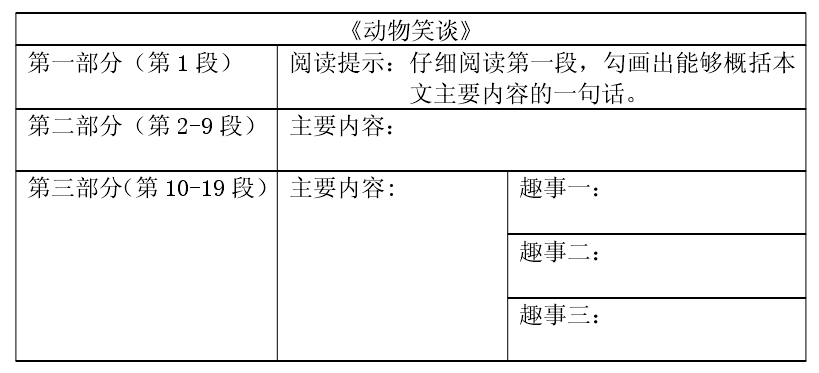 《动物笑谈》
第一部分（第1段）
阅读提示：仔细阅读第一段，勾画出能够概括本
文主要内容的一句话。
第二部分（第2-9段）
主要内容：
第三部分（第10-19段）
主要内容：
趣事一：
趣事二：
趣事三：